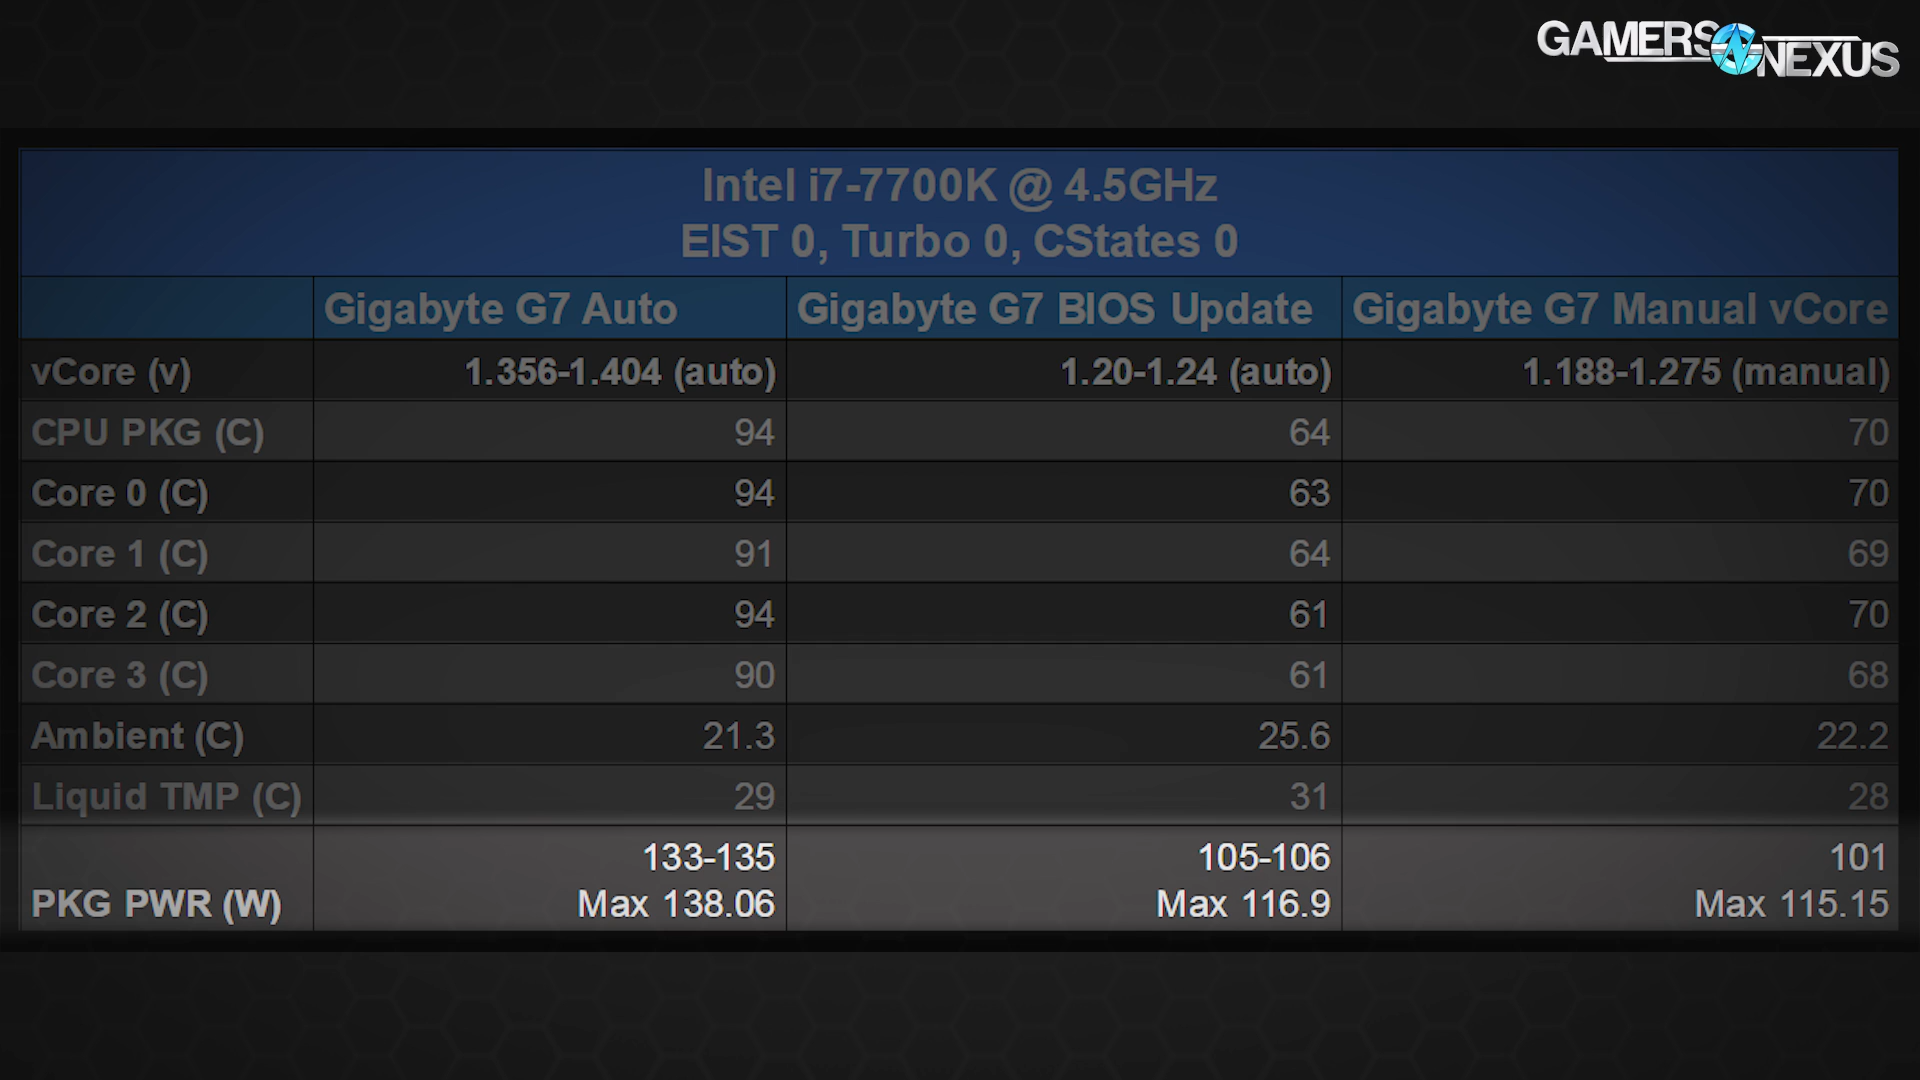 GAMERS NEXUS
Intel i7-7700K @ 4.5GHz
EIST 0, Turbo 0, CStates 0
Gigabyte G7 Auto Gigabyte G7 BIOS Update Gigabyte G7 Manual vCore
vCore (v) 1.356-1.404 (auto) 1.20-1.24 (auto) 1.188-1.275 (manual)
CPU PKG (C) 94 64 70
Core 0 (C) 94 63 70
Core 1 (C) 91 64 69
Core 2 (C) 94 61 70
Core 3 (C) 90 61 68
Ambient (C) 21.3 25.6 22.2
Liquid TMP (C) 29 31 28
133-135 105-106 101
PKG PWR (W) Max 138.06 Max 116.9 Max 115.15